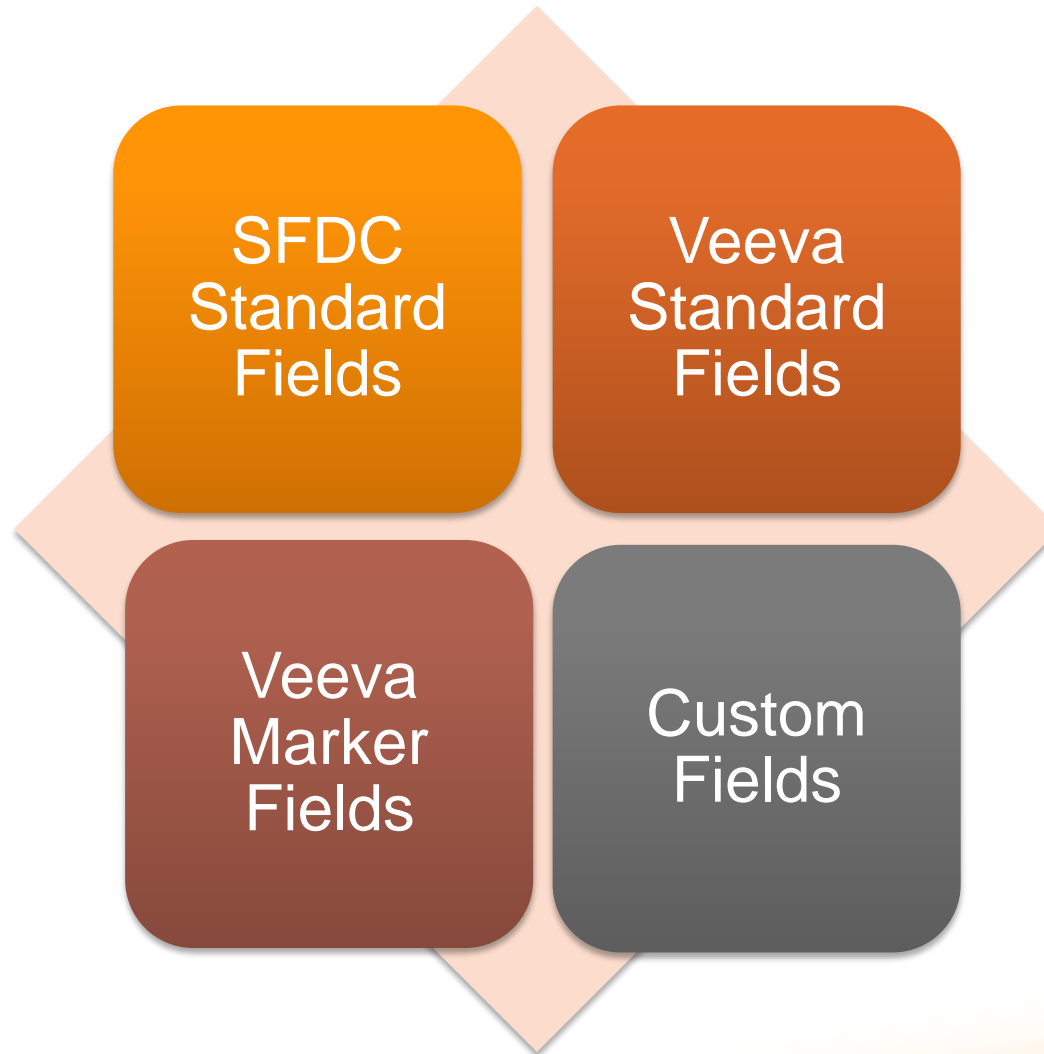 SFDC
Standard
Fields
Veeva
Standard
Fields
Veeva
Marker
Fields
Custom
Fields